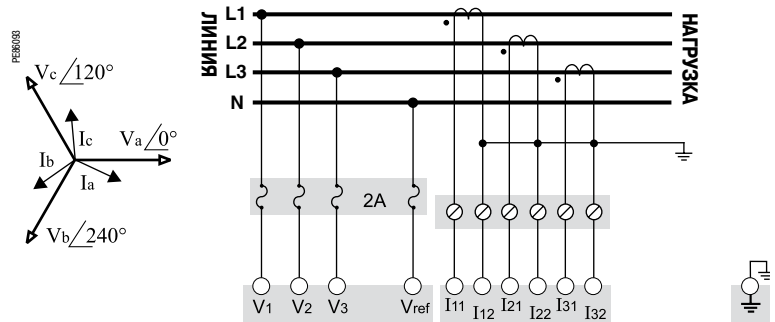 PE86093
ЛИНИЯ
L1
L2
L3
N
НАГРУЗКА
Vc/120°
Va/0°
Vb/240°
Ic
Ib
Ia
2A
V1
V2
V3
Vref
I11
I12
I21
I22
I31
I32